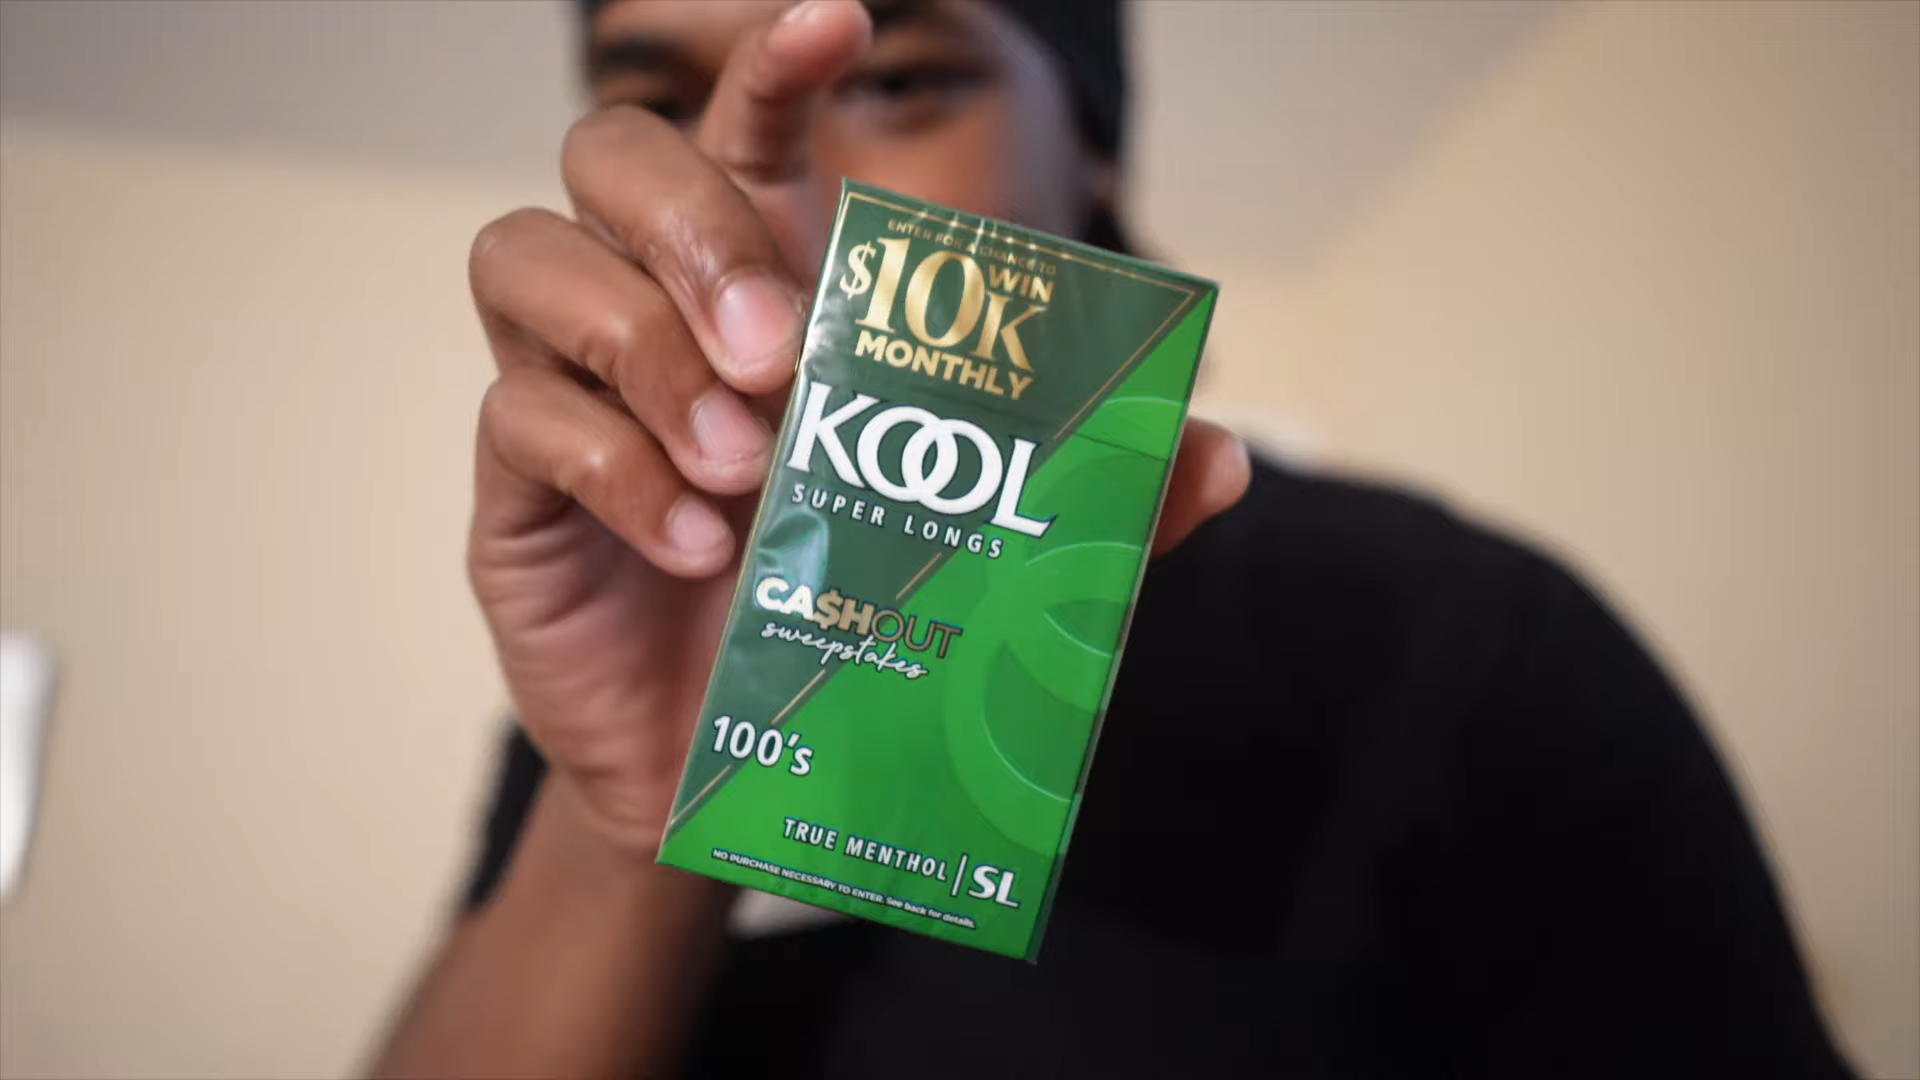 ENTER FOR A CHANCE TO
WIN
$10K
MONTHLY
KOOL
SUPER LONGS
CA$HOUT
sweepstakes
100's
TRUE MENTHOL | SL
NO PURCHASE NECESSARY TO ENTER. See back for details.